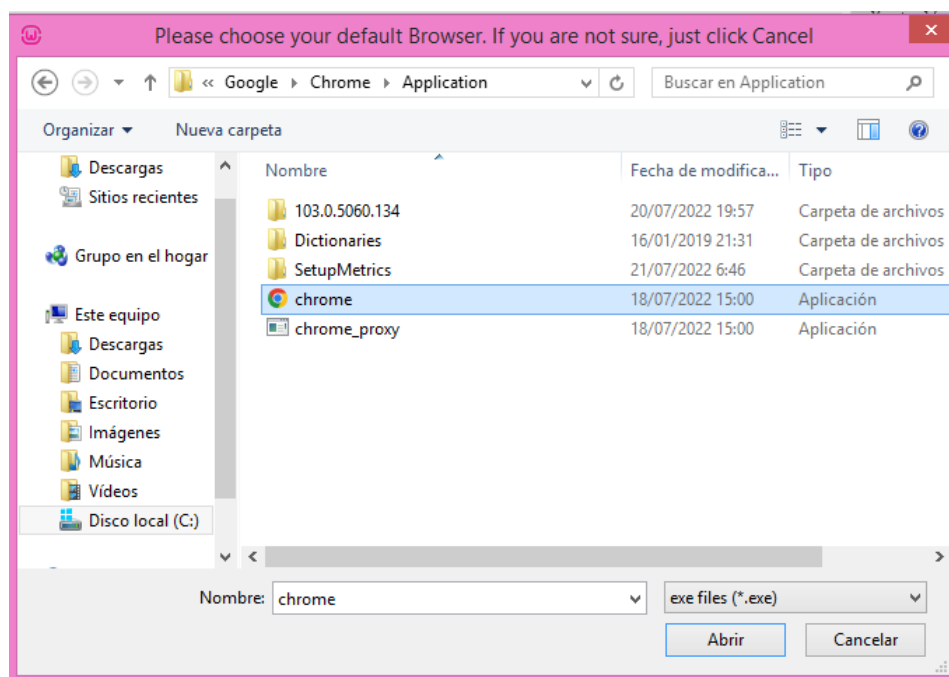 Please choose your default Browser. If you are not sure, just click Cancel
« Google Chrome Application Buscar en Application
Organizar Nueva carpeta
Descargas
Sitios recientes
Grupo en el hogar
Este equipo
Descargas
Documentos
Escritorio
Imágenes
Música
Vídeos
Disco local (C:)
Nombre Fecha de modifica... Tipo
103.0.5060.134 20/07/2022 19:57 Carpeta de archivos
Dictionaries 16/01/2019 21:31 Carpeta de archivos
SetupMetrics 21/07/2022 6:46 Carpeta de archivos
chrome 18/07/2022 15:00 Aplicación
chrome_proxy 18/07/2022 15:00 Aplicación
Nombre: chrome exe files (*.exe)
Abrir Cancelar